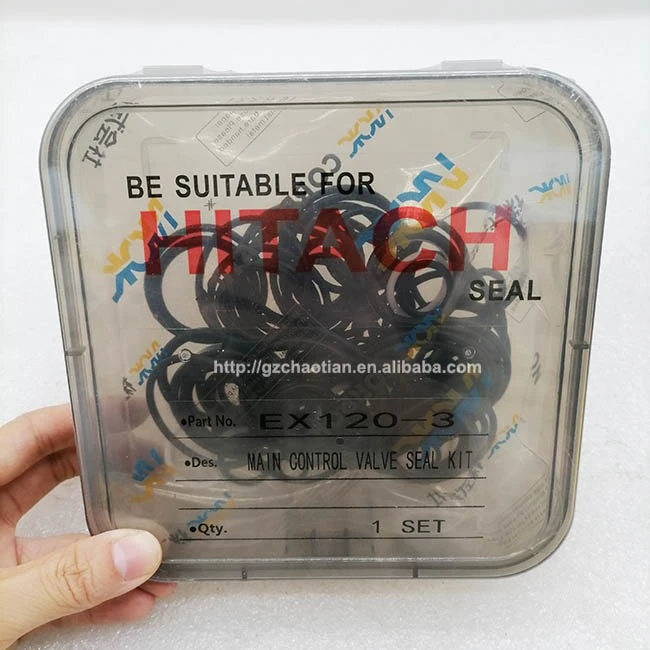 BE SUITABLE FOR
HITACH
SEAL
http://gzchaotian.en.alibaba.com
•Part No. EX120-3
•Des. MAIN CONTROL VALVE SEAL KIT
•Qty. 1 SET